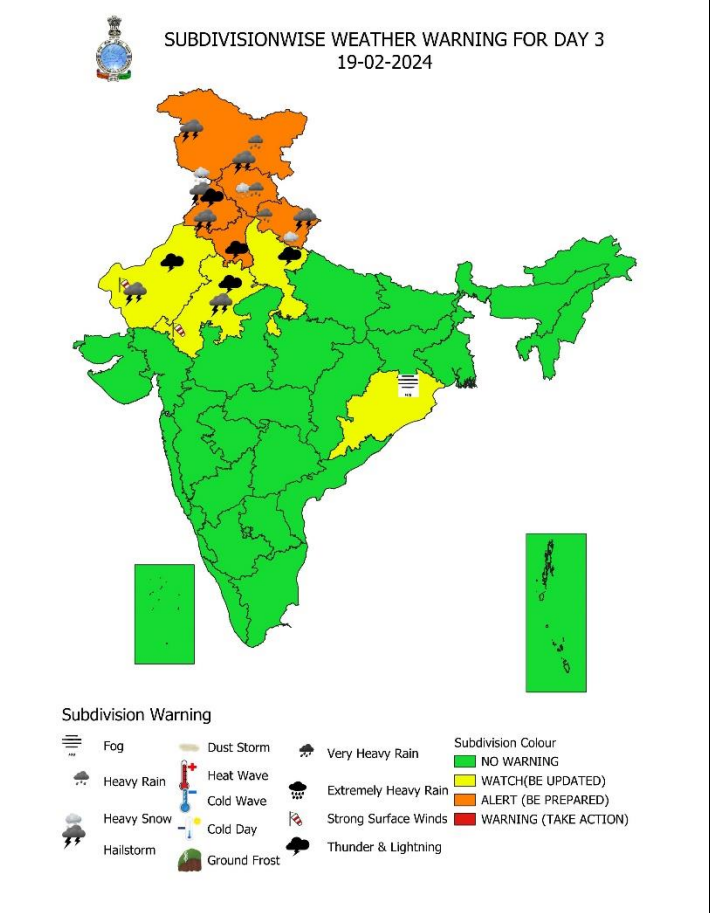 SUBDIVISIONWISE WEATHER WARNING FOR DAY 3
19-02-2024
Subdivision Warning
Fog
Heavy Rain
Heavy Snow
Hailstorm
Dust Storm
Heat Wave
Cold Wave
Cold Day
Ground Frost
Very Heavy Rain
Extremely Heavy Rain
Strong Surface Winds
Thunder & Lightning
Subdivision Colour
NO WARNING
WATCH(BE UPDATED)
ALERT (BE PREPARED)
WARNING (TAKE ACTION)